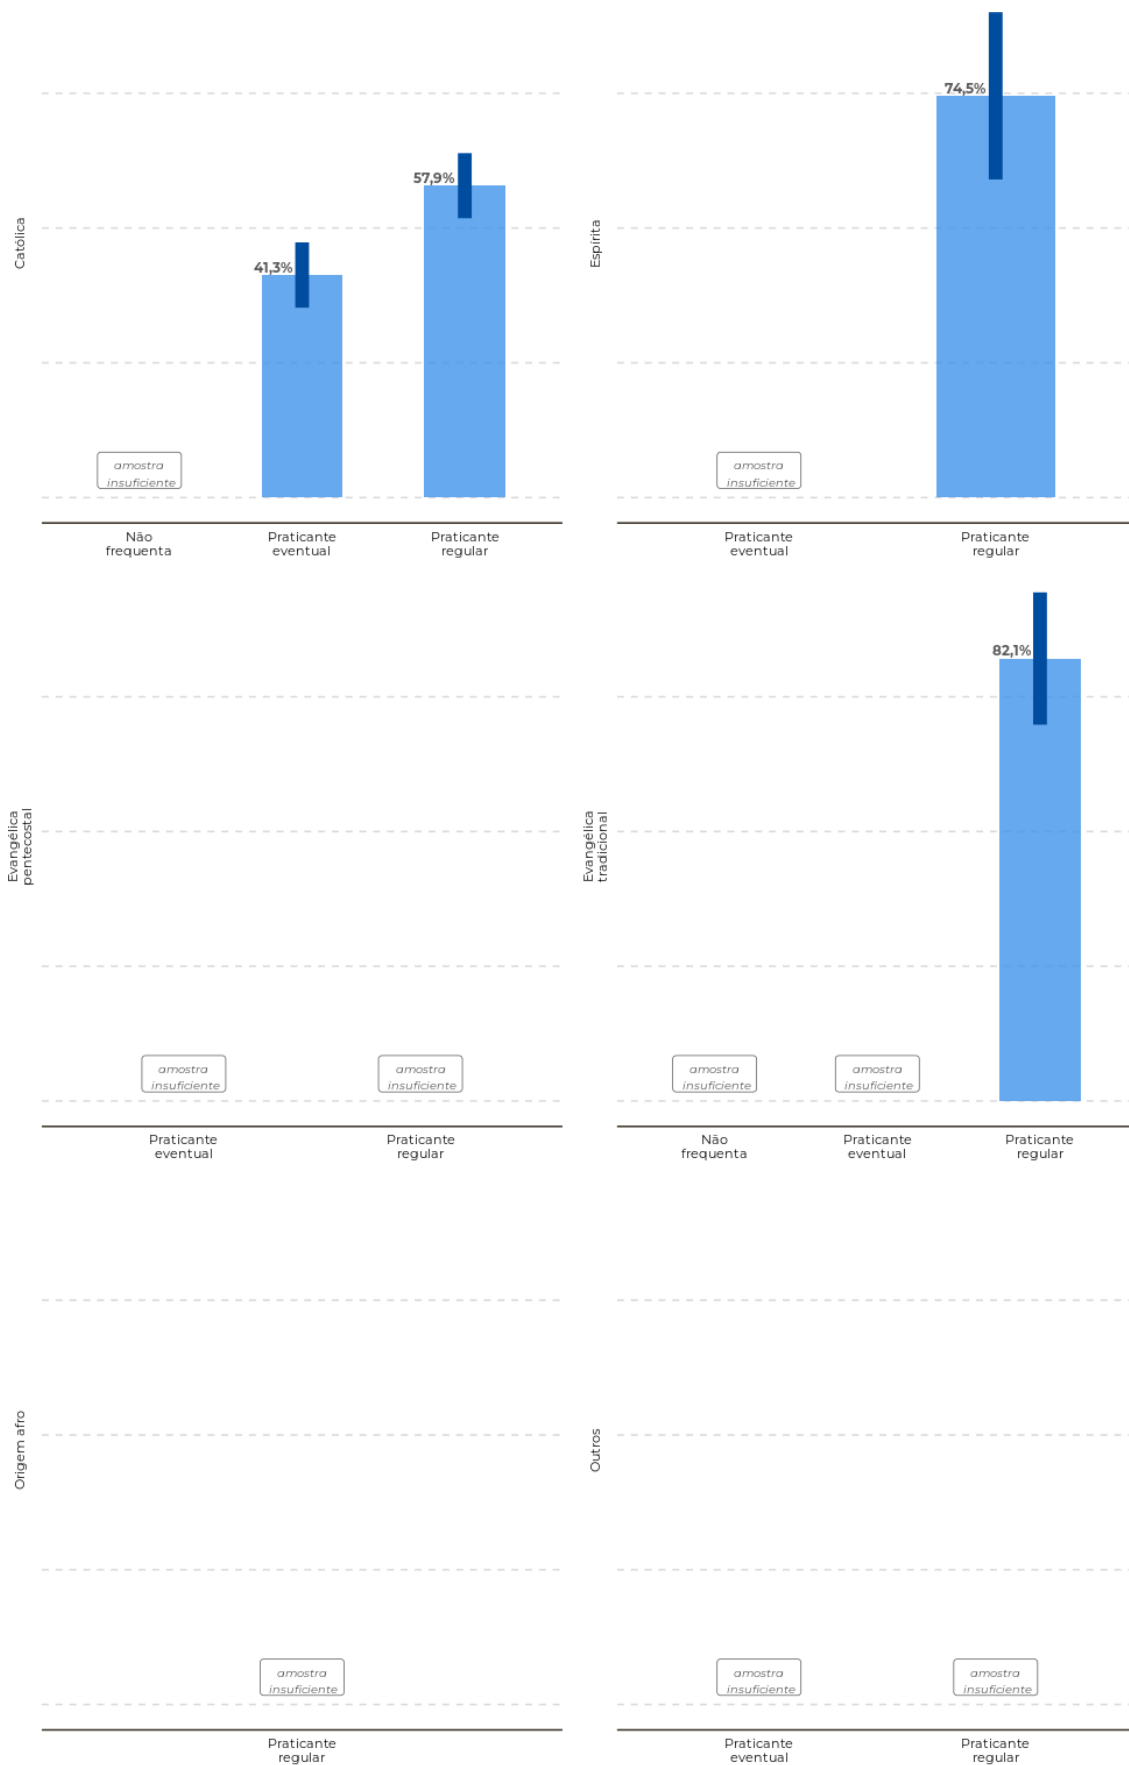 Católica
57,9%
41,3%
amostra
insuficiente
Não
frequenta
Praticante
eventual
Praticante
regular
Espírita
74,5%
amostra
insuficiente
Praticante
eventual
Praticante
regular
Evangélica
pentecostal
amostra
insuficiente
amostra
insuficiente
Praticante
eventual
Praticante
regular
Evangélica
tradicional
82,1%
amostra
insuficiente
amostra
insuficiente
Não
frequenta
Praticante
eventual
Praticante
regular
Origem afro
amostra
insuficiente
Praticante
regular
Outros
amostra
insuficiente
amostra
insuficiente
Praticante
eventual
Praticante
regular